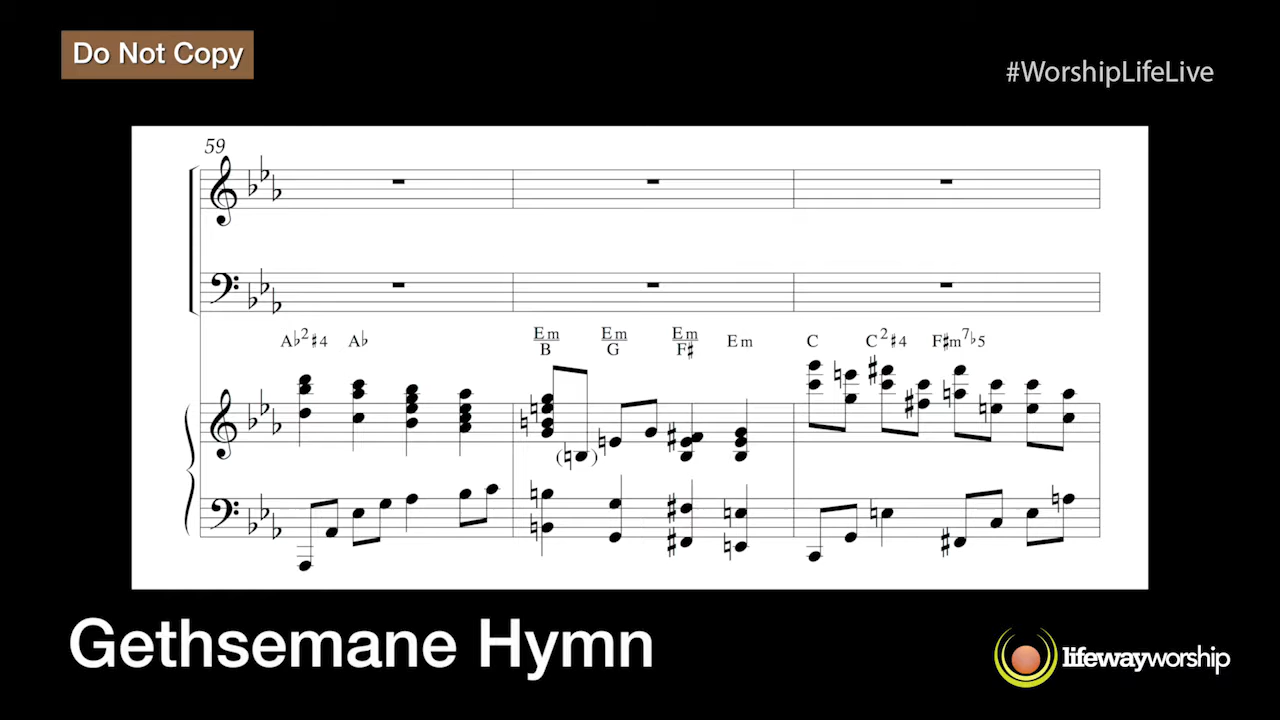 Do Not Copy
#WorshipLifeLive
59
A♭2♯4 A♭ Em/B Em/G Em/F♯ Em C C2♯4 F♯m7♭5
Gethsemane Hymn
lifewayworship